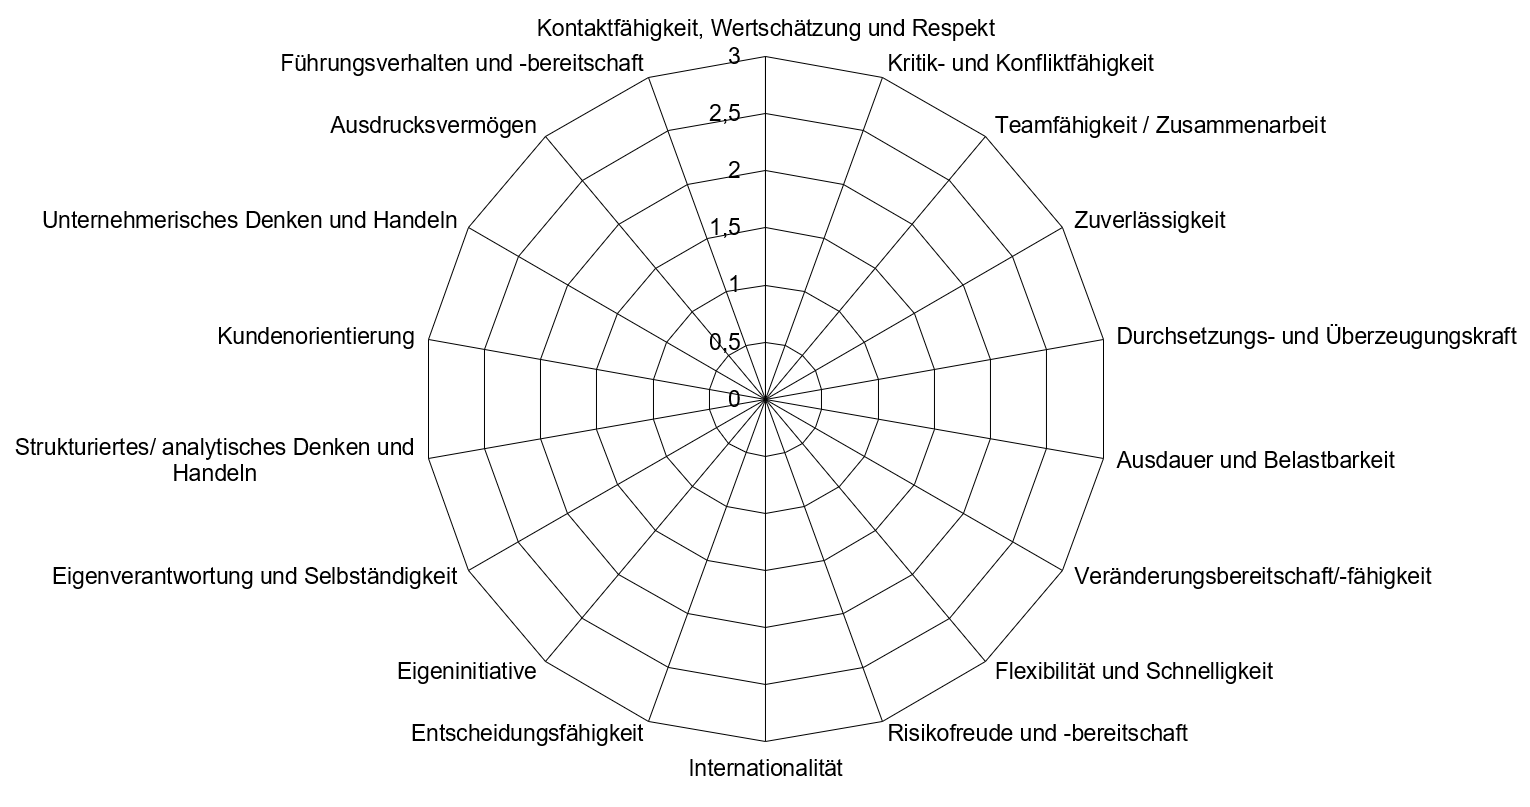 Kontaktfähigkeit, Wertschätzung und Respekt
3
Führungsverhalten und -bereitschaft
Kritik- und Konfliktfähigkeit
2,5
Ausdrucksvermögen
Teamfähigkeit / Zusammenarbeit
2
Unternehmerisches Denken und Handeln
1,5
Zuverlässigkeit
1
Kundenorientierung
0,5
Durchsetzungs- und Überzeugungskraft
0
Strukturiertes/ analytisches Denken und
Handeln
Ausdauer und Belastbarkeit
Eigenverantwortung und Selbständigkeit
Veränderungsbereitschaft/-fähigkeit
Eigeninitiative
Flexibilität und Schnelligkeit
Entscheidungsfähigkeit
Risikofreude und -bereitschaft
Internationalität